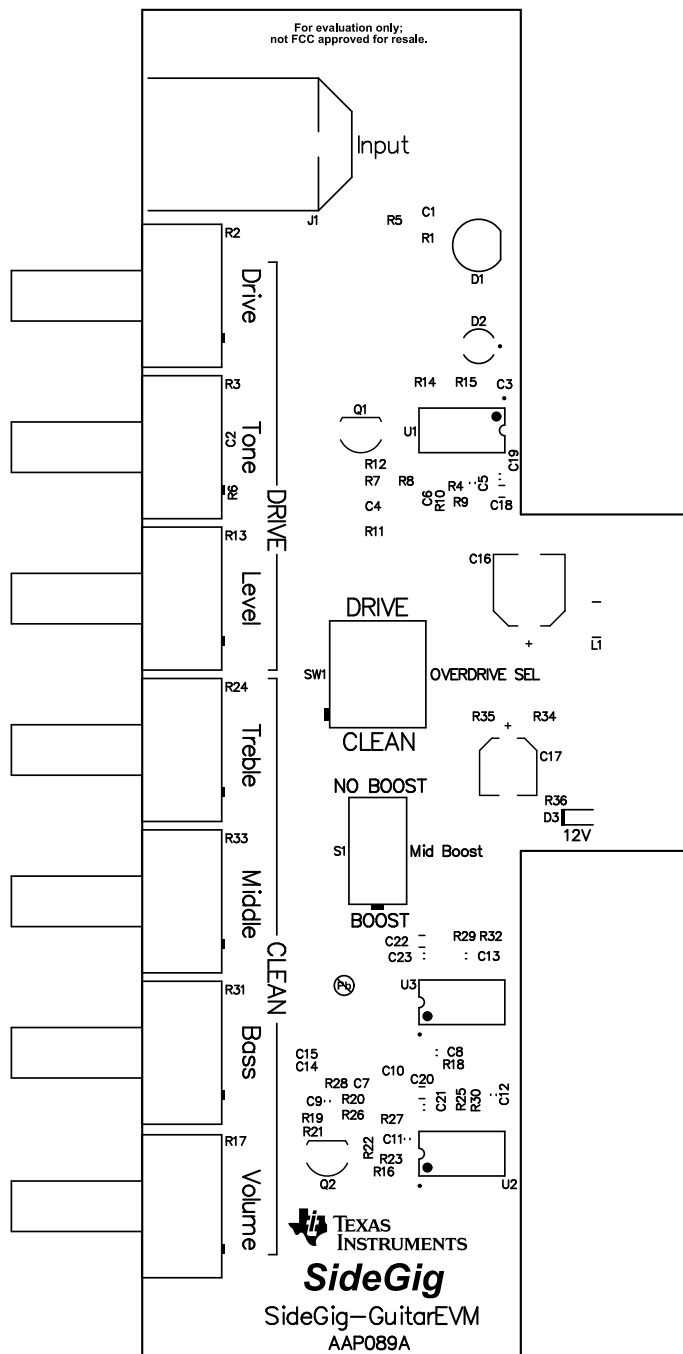 For evaluation only;
not FCC approved for resale.
Input
J1
R5
C1
R1
D1
R2
Drive
D2
R14
R15
C3
R3
Tone
C2
R6
Q1
U1
R12
R7
R8
C4
R11
C6
R10
R4
C5
R9
C19
C18
DRIVE
R13
Level
C16
L1
DRIVE
SW1
OVERDRIVE SEL
CLEAN
R24
Treble
R35
R34
C17
NO BOOST
R36
D3
12V
S1
Mid Boost
BOOST
R33
Middle
CLEAN
C22
C23
R29
R32
C13
Pb
U3
R31
Bass
C15
C14
C10
C8
R18
R28
C7
C20
C9
R20
C21
R25
R30
C12
R19
R26
R27
R21
R22
C11
R23
R16
Q2
U2
R17
Volume
TEXAS
INSTRUMENTS
SideGig
SideGig-GuitarEVM
AAP089A